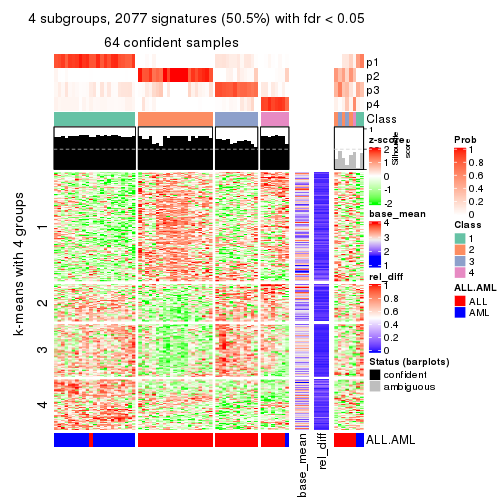 4 subgroups, 2077 signatures (50.5%) with fdr < 0.05
64 confident samples
p1
p2
p3
p4
Class
1
Silhouette
score
k-means with 4 groups
1
2
3
4
ALL.AML
base_mean
rel_diff
z-score
2
1
0
-1
-2
base_mean
4
3
2
1
rel_diff
1
0.8
0.6
0.4
0.2
0
Status (barplots)
confident
ambiguous
Prob
1
0.8
0.6
0.4
0.2
0
Class
1
2
3
4
ALL.AML
ALL
AML